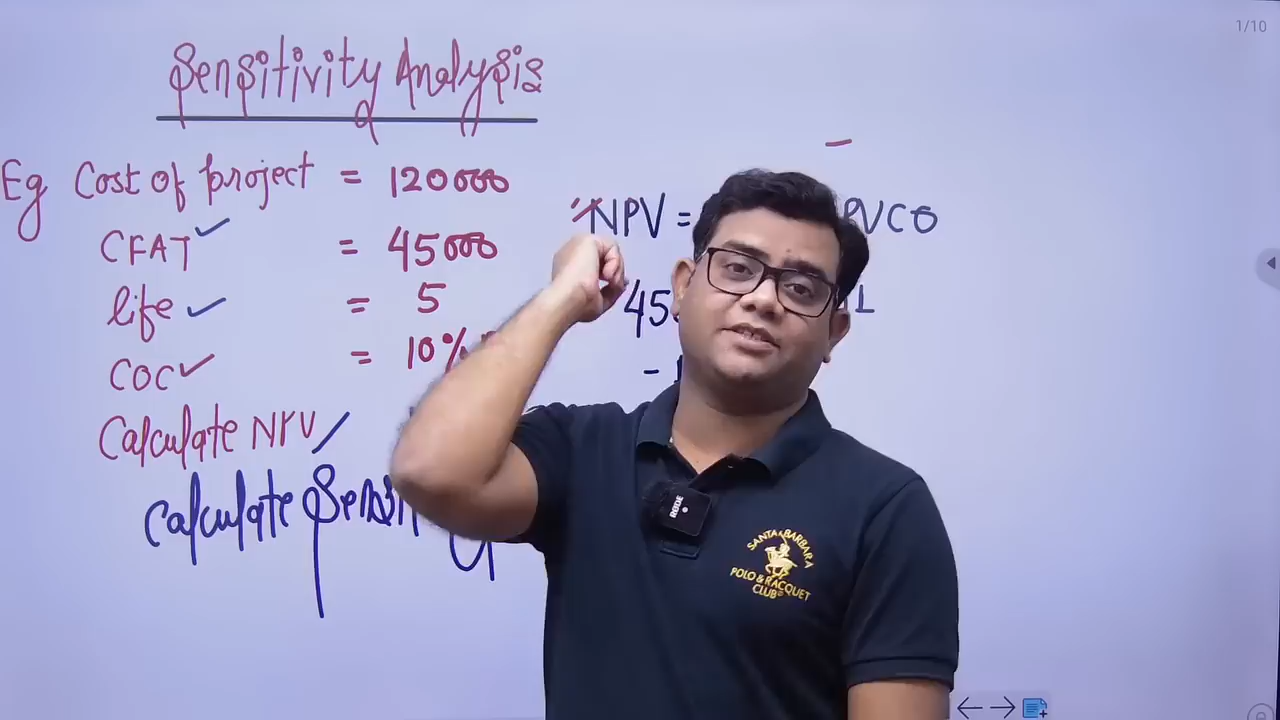 1/10
Sensitivity Analysis
Eg Cost of project = 120000
CFAT = 45000
life = 5
COC = 10%
Calculate NPV
Calculate
NPV = PVCO
45
-
RODE
SANTA BARBARA
POLO & RACQUET
CLUB